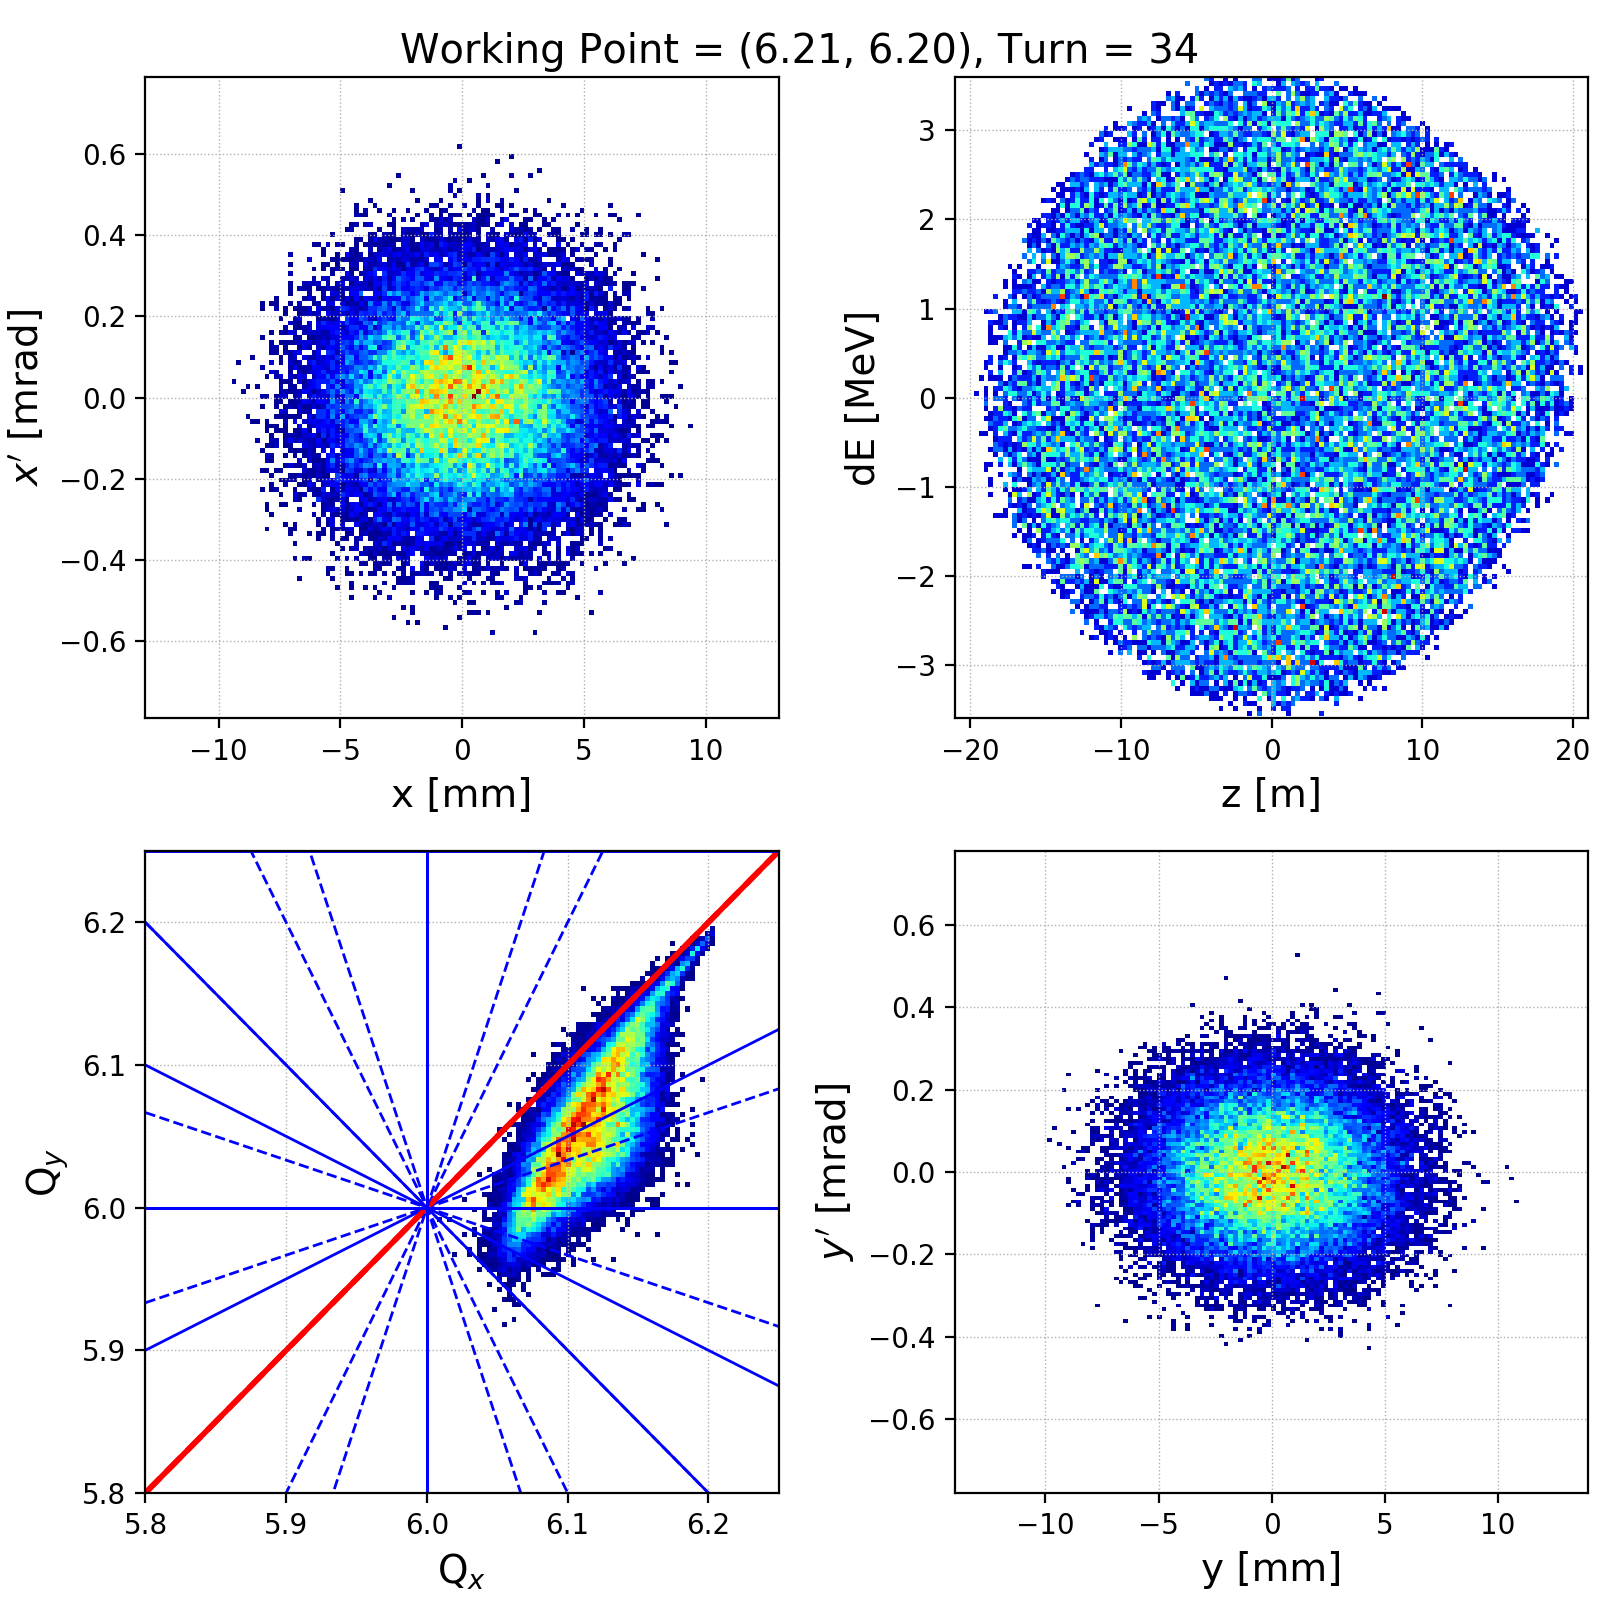 Working Point = (6.21, 6.20), Turn = 34
0.6
0.4
0.2
0.0
−0.2
−0.4
−0.6
x′ [mrad]
−10 −5 0 5 10
x [mm]
3
2
1
0
−1
−2
−3
dE [MeV]
−20 −10 0 10 20
z [m]
6.2
6.1
6.0
5.9
5.8
Qy
5.8 5.9 6.0 6.1 6.2
Qx
0.6
0.4
0.2
0.0
−0.2
−0.4
−0.6
y′ [mrad]
−10 −5 0 5 10
y [mm]